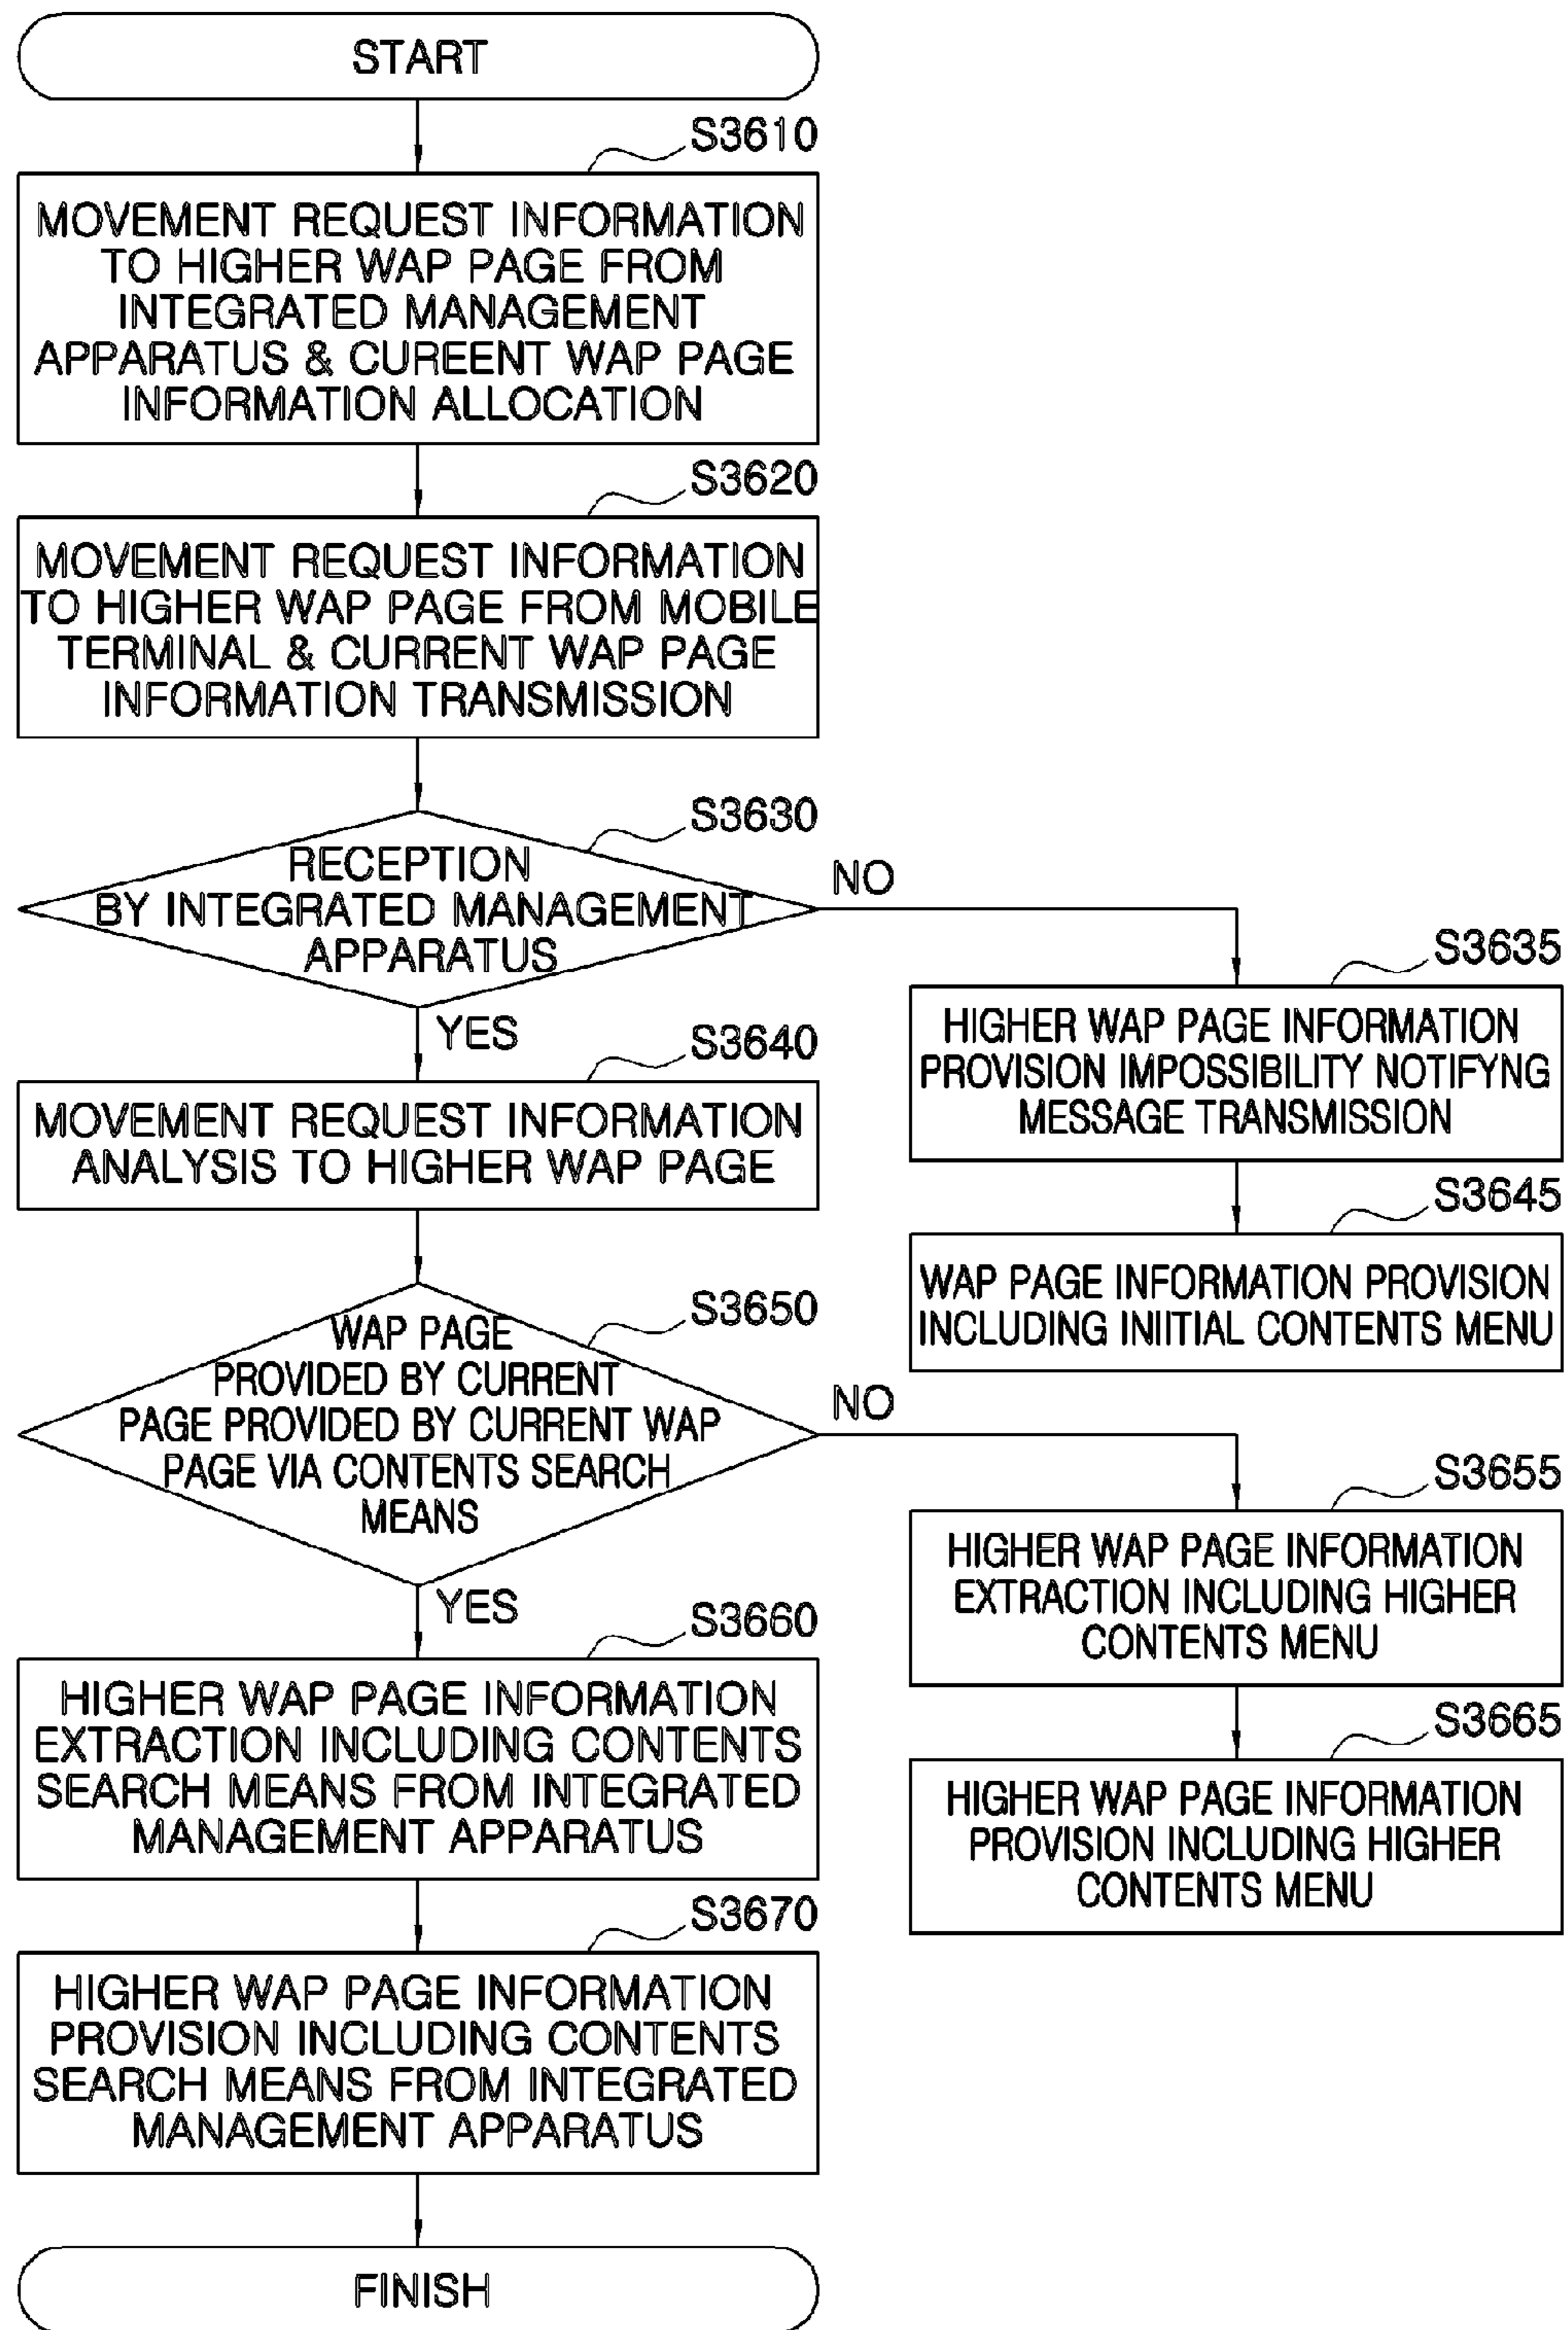 START
S3610
MOVEMENT REQUEST INFORMATION
TO HIGHER WAP PAGE FROM
INTEGRATED MANAGEMENT
APPARATUS & CUREENT WAP PAGE
INFORMATION ALLOCATION
S3620
MOVEMENT REQUEST INFORMATION
TO HIGHER WAP PAGE FROM MOBILE
TERMINAL & CURRENT WAP PAGE
INFORMATION TRANSMISSION
S3630
RECEPTION
BY INTEGRATED MANAGEMENT
APPARATUS
NO
YES
S3635
HIGHER WAP PAGE INFORMATION
PROVISION IMPOSSIBILITY NOTIFYNG
MESSAGE TRANSMISSION
S3640
MOVEMENT REQUEST INFORMATION
ANALYSIS TO HIGHER WAP PAGE
S3645
WAP PAGE INFORMATION PROVISION
INCLUDING INIITIAL CONTENTS MENU
S3650
WAP PAGE
PROVIDED BY CURRENT
PAGE PROVIDED BY CURRENT WAP
PAGE VIA CONTENTS SEARCH
MEANS
NO
YES
S3655
HIGHER WAP PAGE INFORMATION
EXTRACTION INCLUDING HIGHER
CONTENTS MENU
S3660
HIGHER WAP PAGE INFORMATION
EXTRACTION INCLUDING CONTENTS
SEARCH MEANS FROM INTEGRATED
MANAGEMENT APPARATUS
S3665
HIGHER WAP PAGE INFORMATION
PROVISION INCLUDING HIGHER
CONTENTS MENU
S3670
HIGHER WAP PAGE INFORMATION
PROVISION INCLUDING CONTENTS
SEARCH MEANS FROM INTEGRATED
MANAGEMENT APPARATUS
FINISH